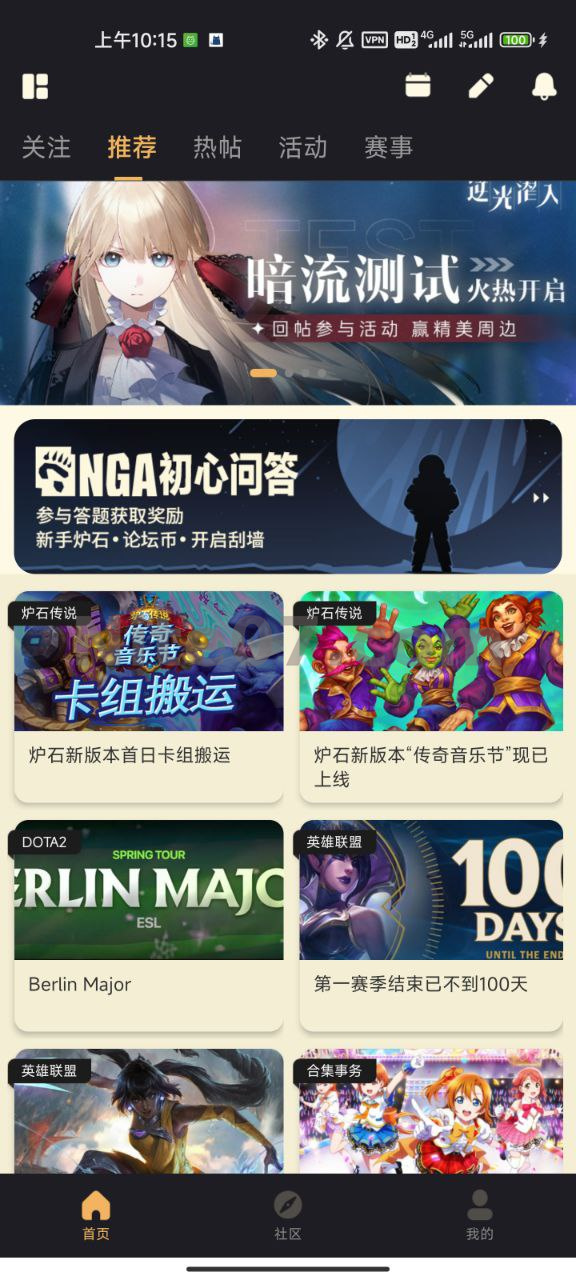 上午10:15
VPN
HD
4G
5G
100
关注
推荐
热帖
活动
赛事
TEST
暗流测试
火热开启
回帖参与活动 赢精美周边
NGA初心问答
参与答题获取奖励
新手炉石•论坛币•开启刮墙
炉石传说
炉石传说
传奇
音乐节
卡组搬运
炉石新版本首日卡组搬运
炉石传说
炉石新版本“传奇音乐节”现已
上线
DOTA2
SPRING TOUR
ERLIN MAJO
ESL
Berlin Major
英雄联盟
100
DAYS
UNTIL THE END
第一赛季结束已不到100天
英雄联盟
合集事务
首页
社区
我的